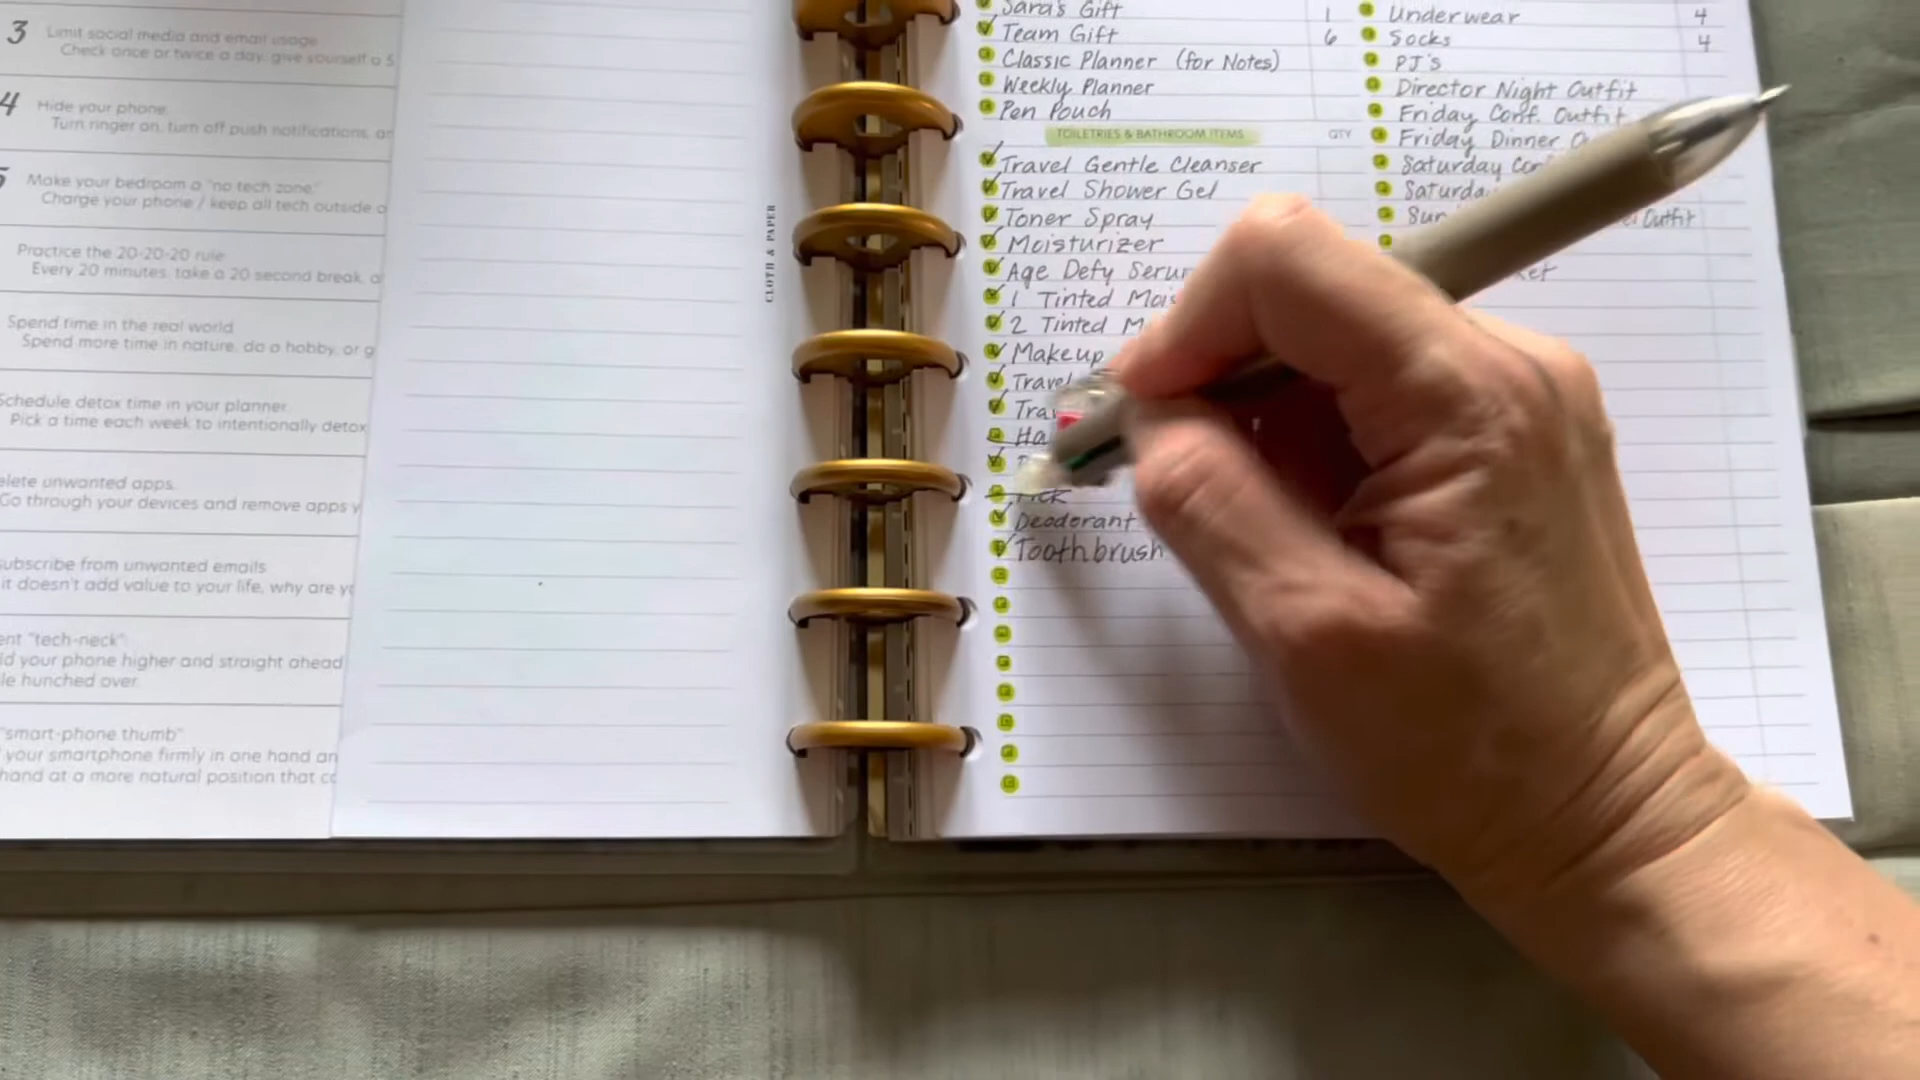 3 Limit social media and email usage
Check once or twice a day, give yourself a 5
4 Hide your phone.
Turn ringer on, turn off push notifications,
Make your bedroom a "no tech zone."
Charge your phone / keep all tech outside
Practice the 20-20-20 rule
Every 20 minutes, take a 20 second break,
Spend time in the real world
Spend more time in nature, do a hobby, or
Schedule detox time in your planner.
Pick a time each week to intentionally detox
elete unwanted apps.
Go through your devices and remove apps
ubscribe from unwanted emails
it doesn't add value to your life, why are
ent "tech-neck"
your phone higher and straight ahead
hunched over.
"smart-phone thumb"
your smartphone firmly in one hand
hand at a more natural position that
CLOTH & PAPER
Sara's Gift 1
Team Gift 6
Classic Planner (for Notes)
Weekly Planner
Pen Pouch
TOILETRIES & BATHROOM ITEMS QTY
Travel Gentle Cleanser
Travel Shower Gel
Toner Spray
Moisturizer
Age Defy Seru
1 Tinted Mois
2 Tinted M
Makeup
Travel
Tra
Ha
Deodorant
Toothbrush
Underwear 4
Socks 4
PJ's
Director Night Outfit
Friday Conf. Outfit
Friday Dinner O
Saturday Con
Saturda
Sun Outfit
ket